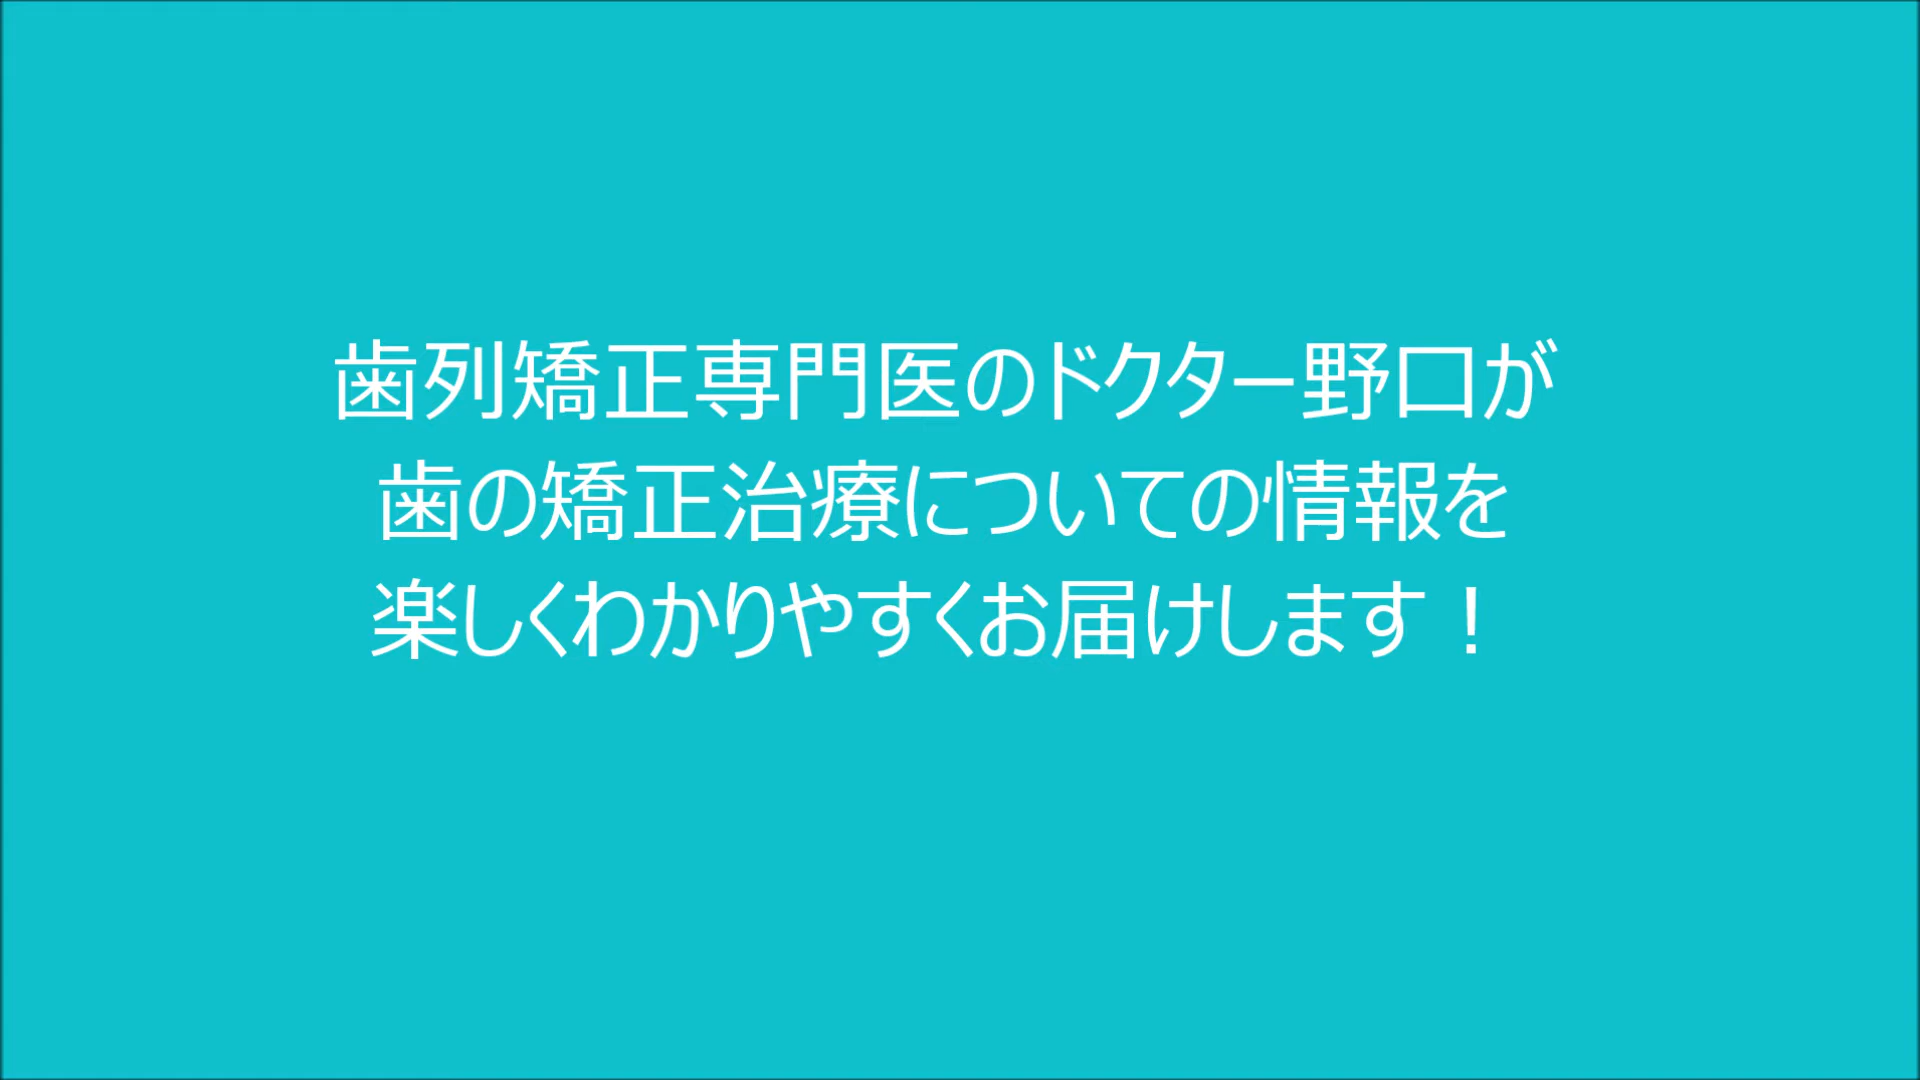 歯列矯正専門医のドクター野口が
歯の矯正治療についての情報を
楽しくわかりやすくお届けします！